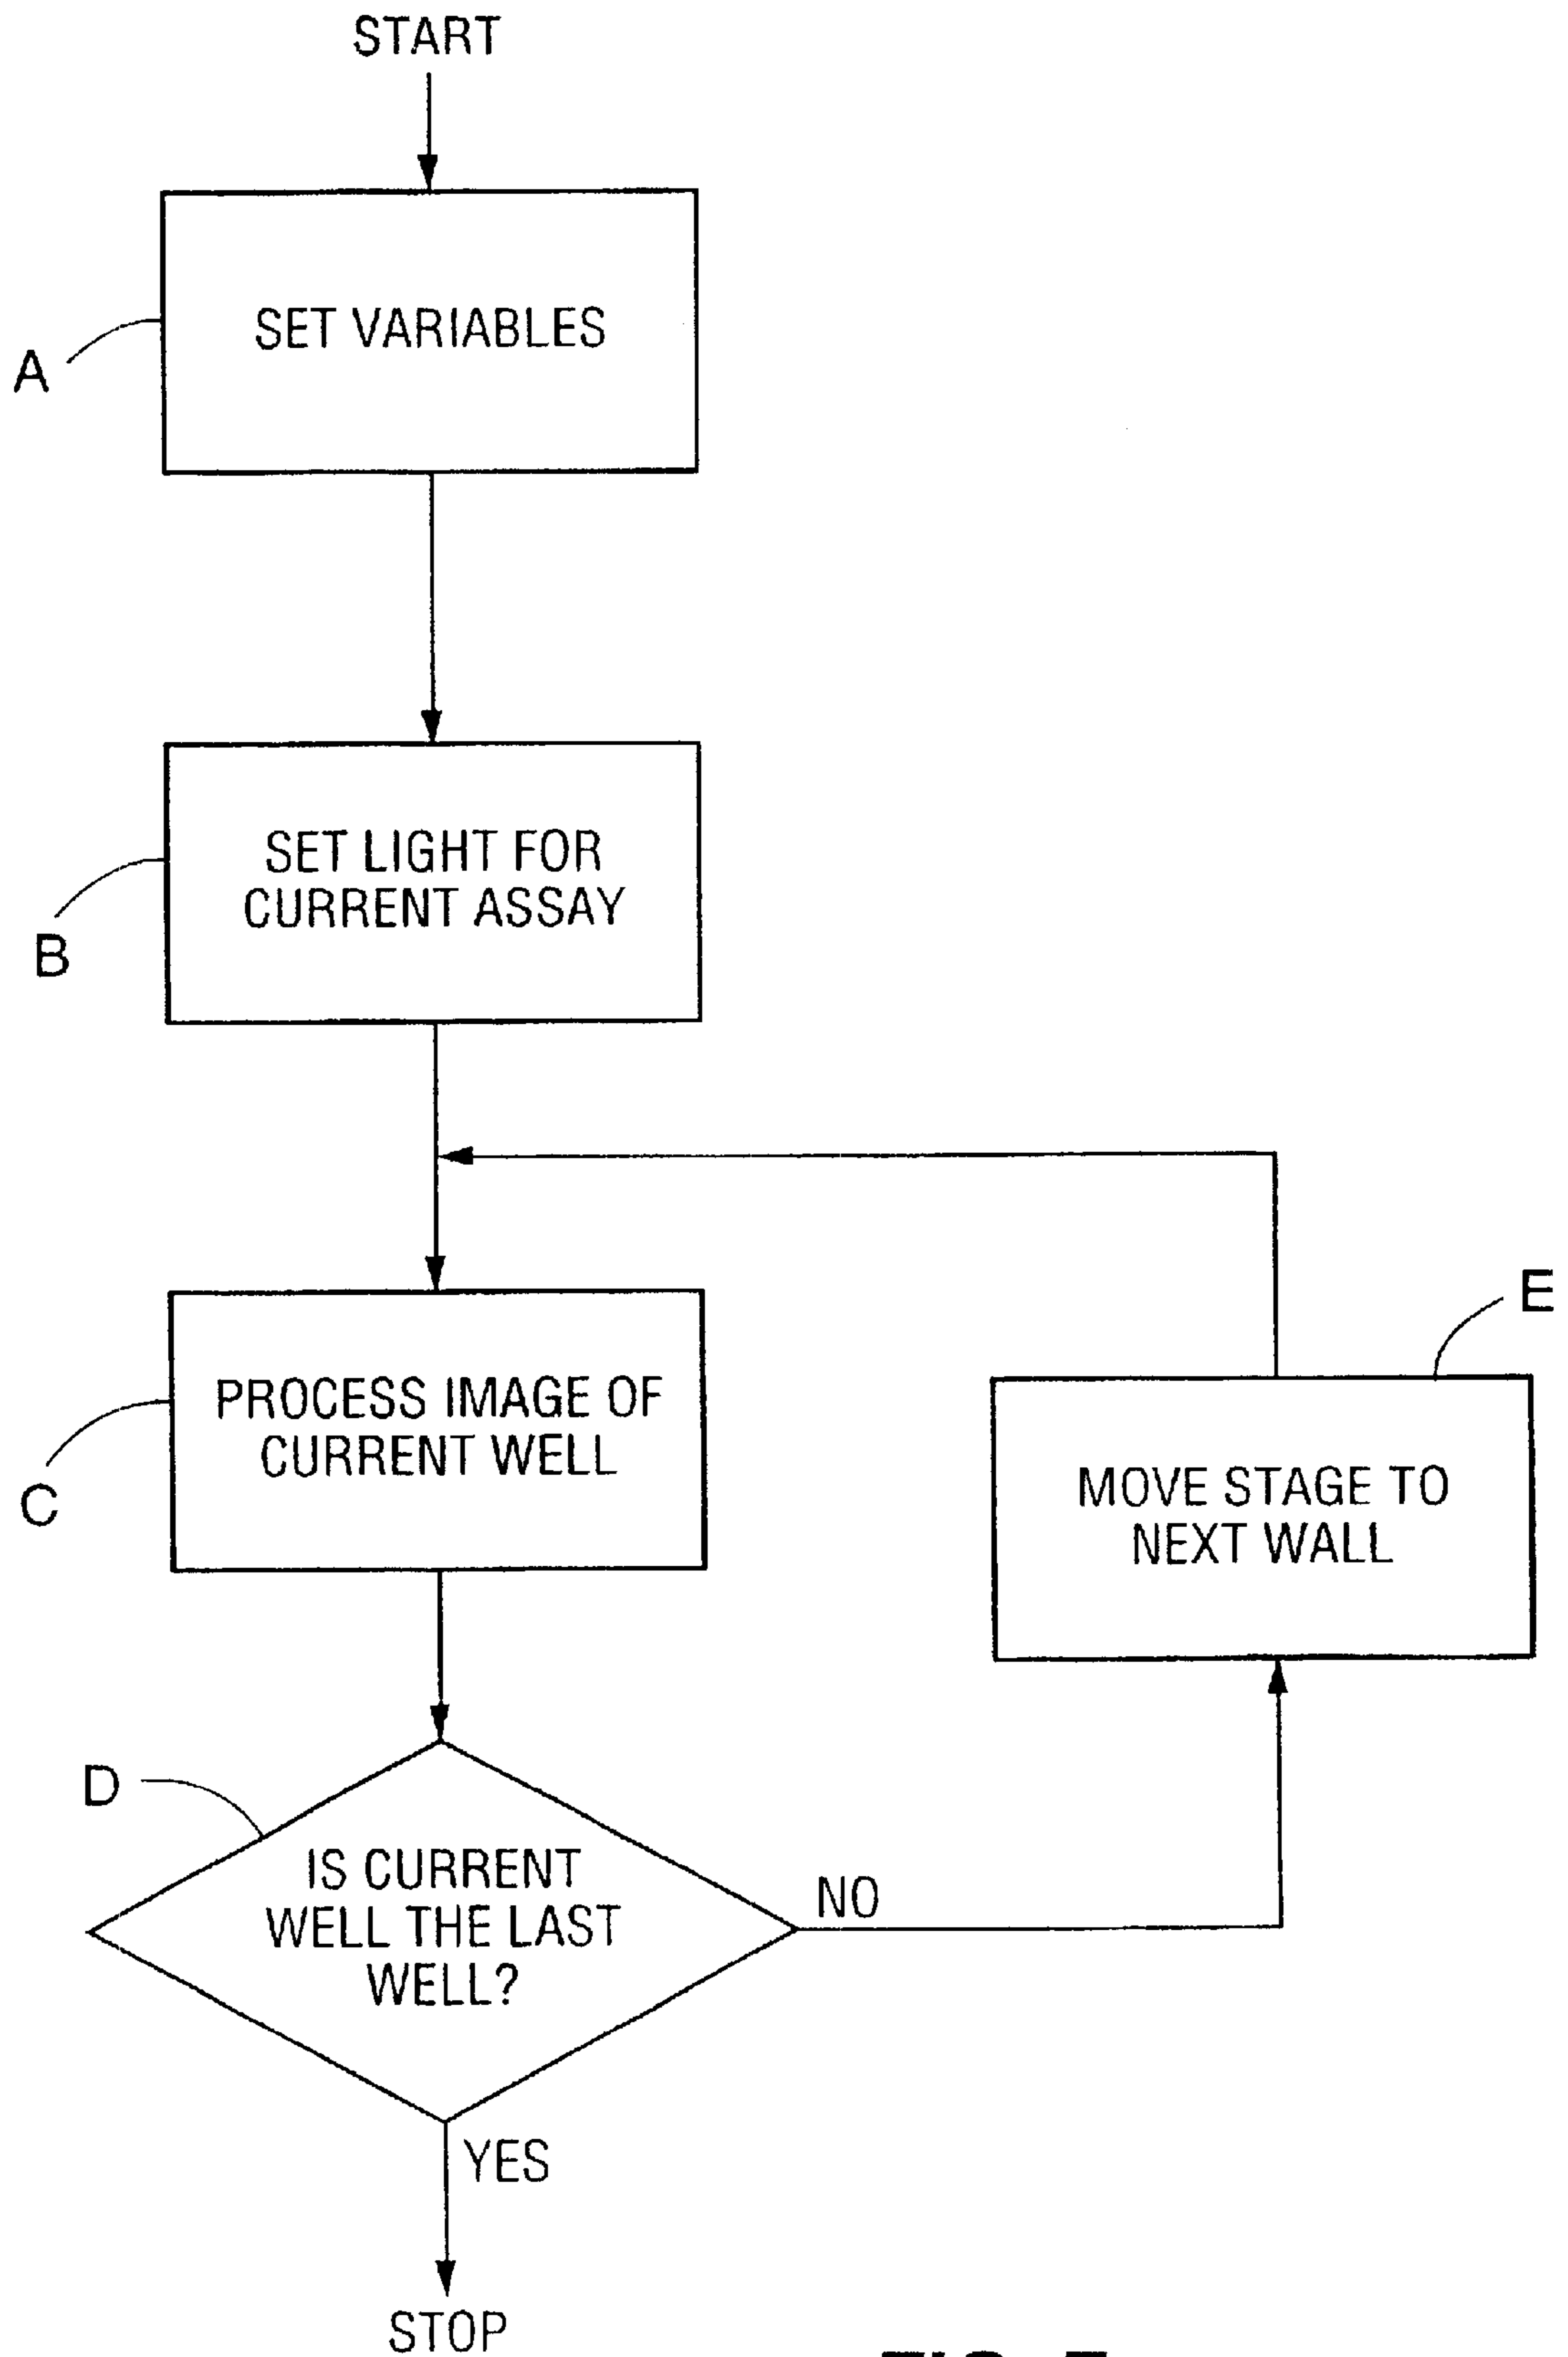 START
SET VARIABLES
A
SET LIGHT FOR
CURRENT ASSAY
B
PROCESS IMAGE OF
CURRENT WELL
C
E
MOVE STAGE TO
NEXT WALL
D
IS CURRENT
WELL THE LAST
WELL?
NO
YES
STOP